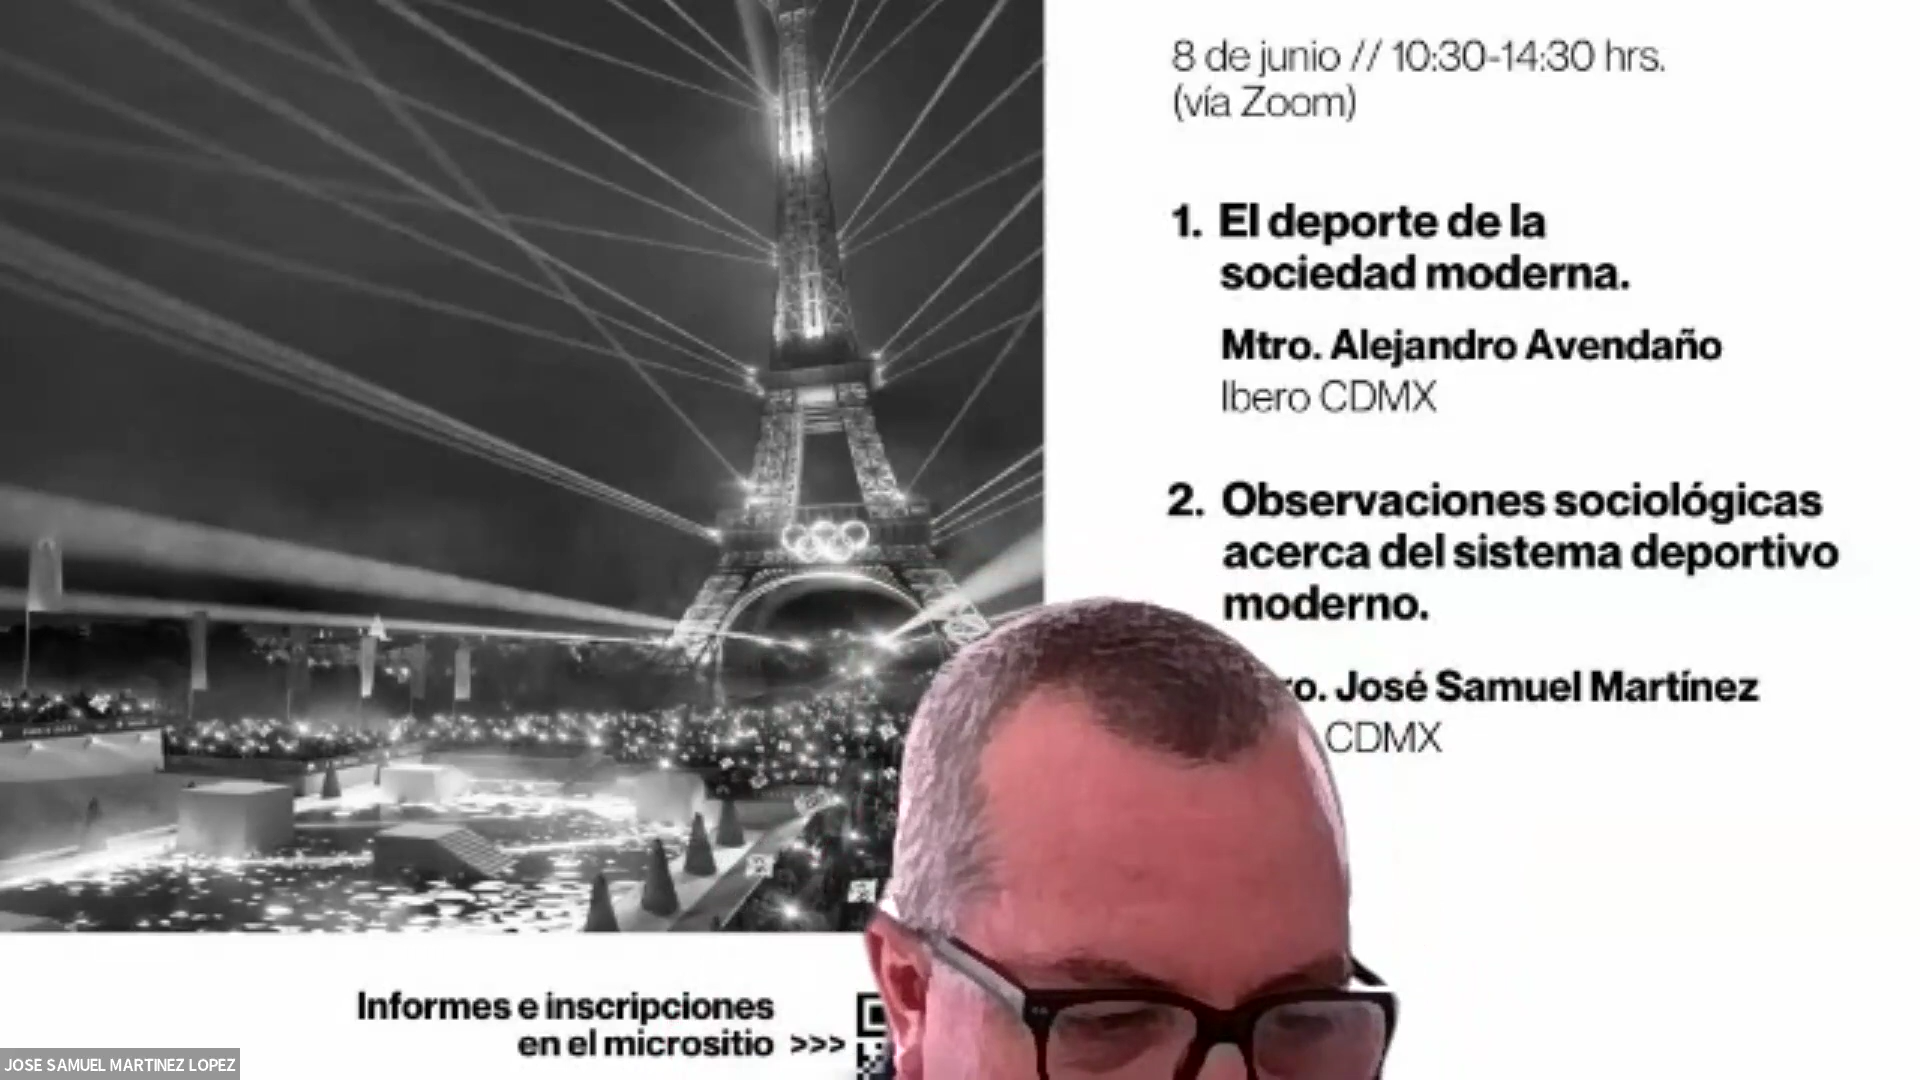 8 de junio // 10:30-14:30 hrs.
(vía Zoom)
1. El deporte de la
sociedad moderna.
Mtro. Alejandro Avendaño
Ibero CDMX
2. Observaciones sociológicas
acerca del sistema deportivo
moderno.
José Samuel Martínez
CDMX
Informes e inscripciones
en el micrositio >>>
JOSE SAMUEL MARTINEZ LOPEZ